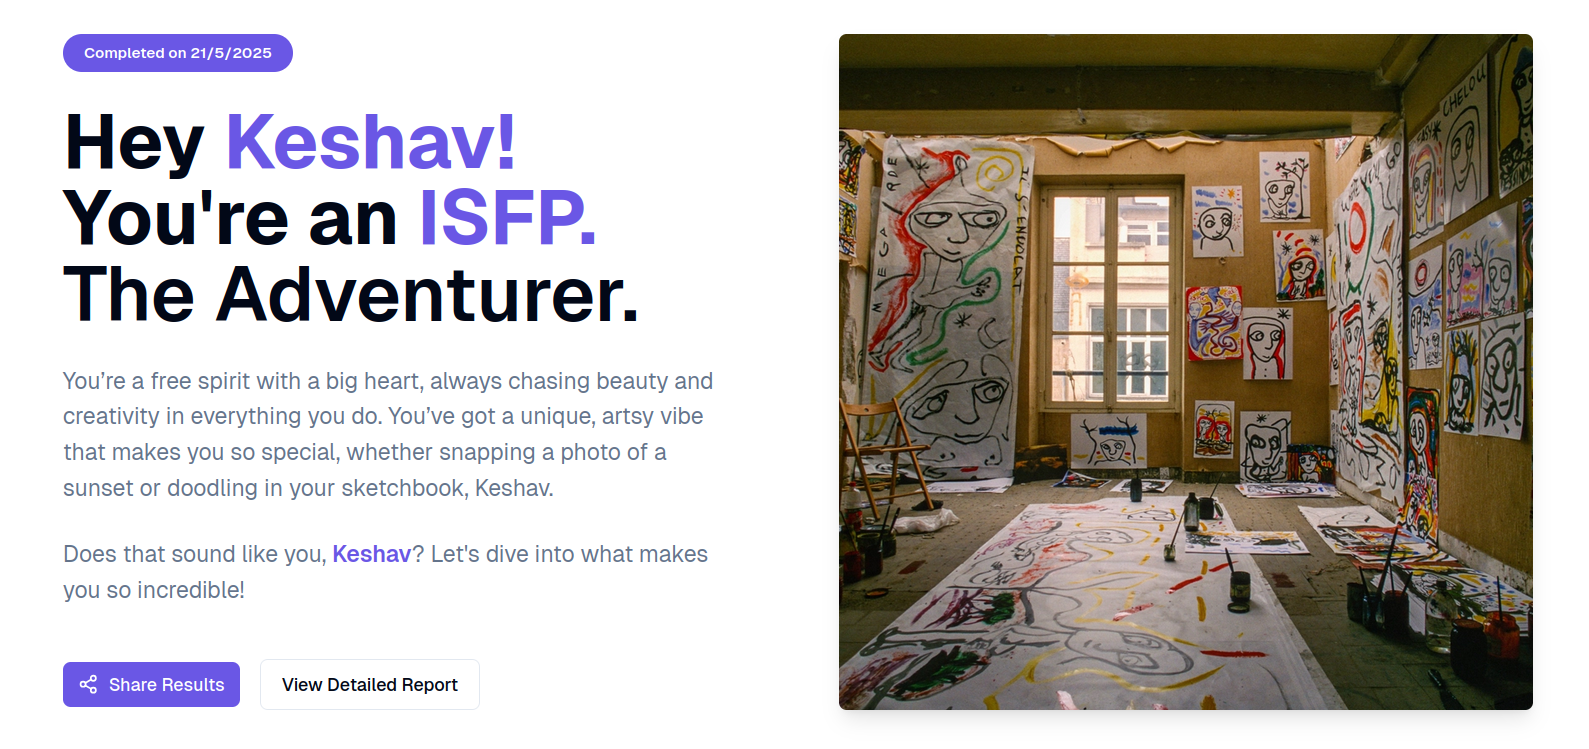 Completed on 21/5/2025
Hey Keshav!
You're an ISFP.
The Adventurer.
You’re a free spirit with a big heart, always chasing beauty and
creativity in everything you do. You’ve got a unique, artsy vibe
that makes you so special, whether snapping a photo of a
sunset or doodling in your sketchbook, Keshav.
Does that sound like you, Keshav? Let's dive into what makes
you so incredible!
Share Results
View Detailed Report
CHELOU